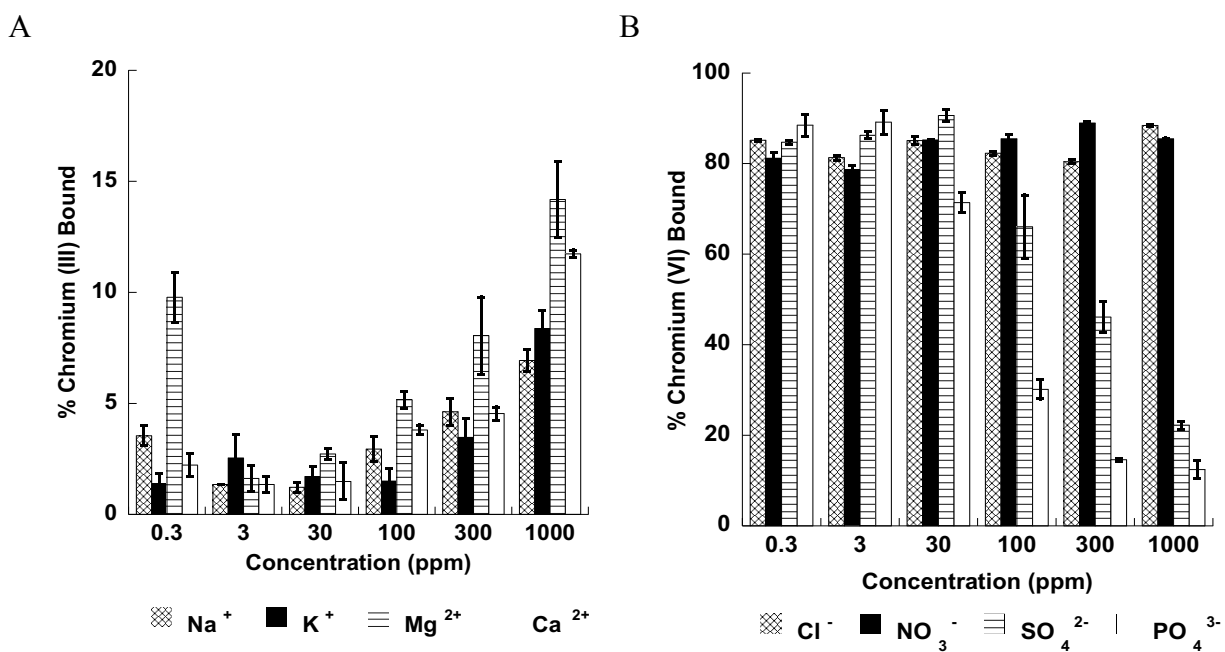 A
20
15
10
5
0
% Chromium (III) Bound
0.3 3 30 100 300 1000
Concentration (ppm)
Na + K + Mg 2+ Ca 2+
B
100
80
60
40
20
0
% Chromium (VI) Bound
0.3 3 30 100 300 1000
Concentration (ppm)
Cl - NO 3 - SO 4 2- PO 4 3-